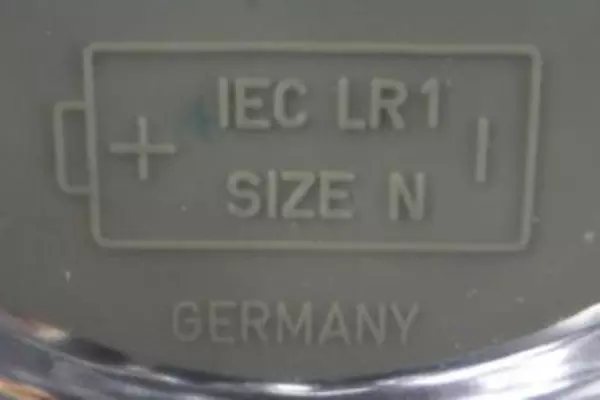 IEC LR1
+ -
SIZE N
GERMANY